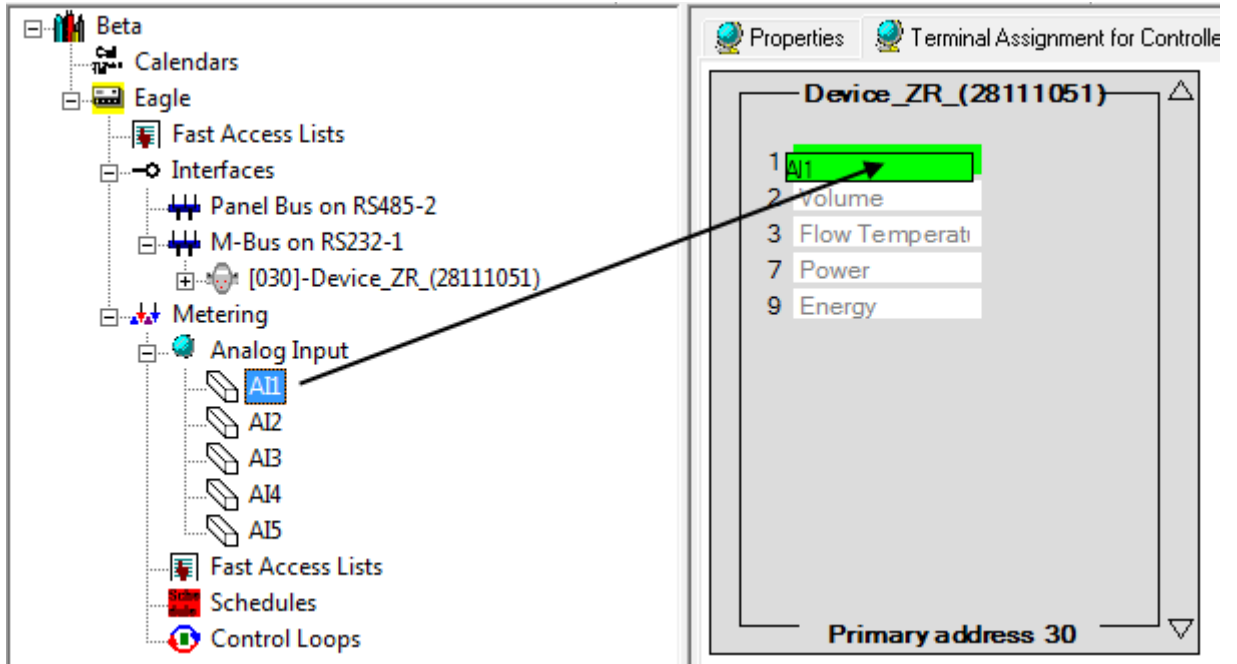 Beta
Calendars
Eagle
Fast Access Lists
Interfaces
Panel Bus on RS485-2
M-Bus on RS232-1
[030]-Device_ZR_(28111051)
Metering
Analog Input
AI1
AI2
AI3
AI4
AI5
Fast Access Lists
Schedules
Control Loops
Properties
Terminal Assignment for Controlle
Device_ZR_(28111051)
1 AI1
2 Volume
3 Flow Temperatu
7 Power
9 Energy
Primary address 30